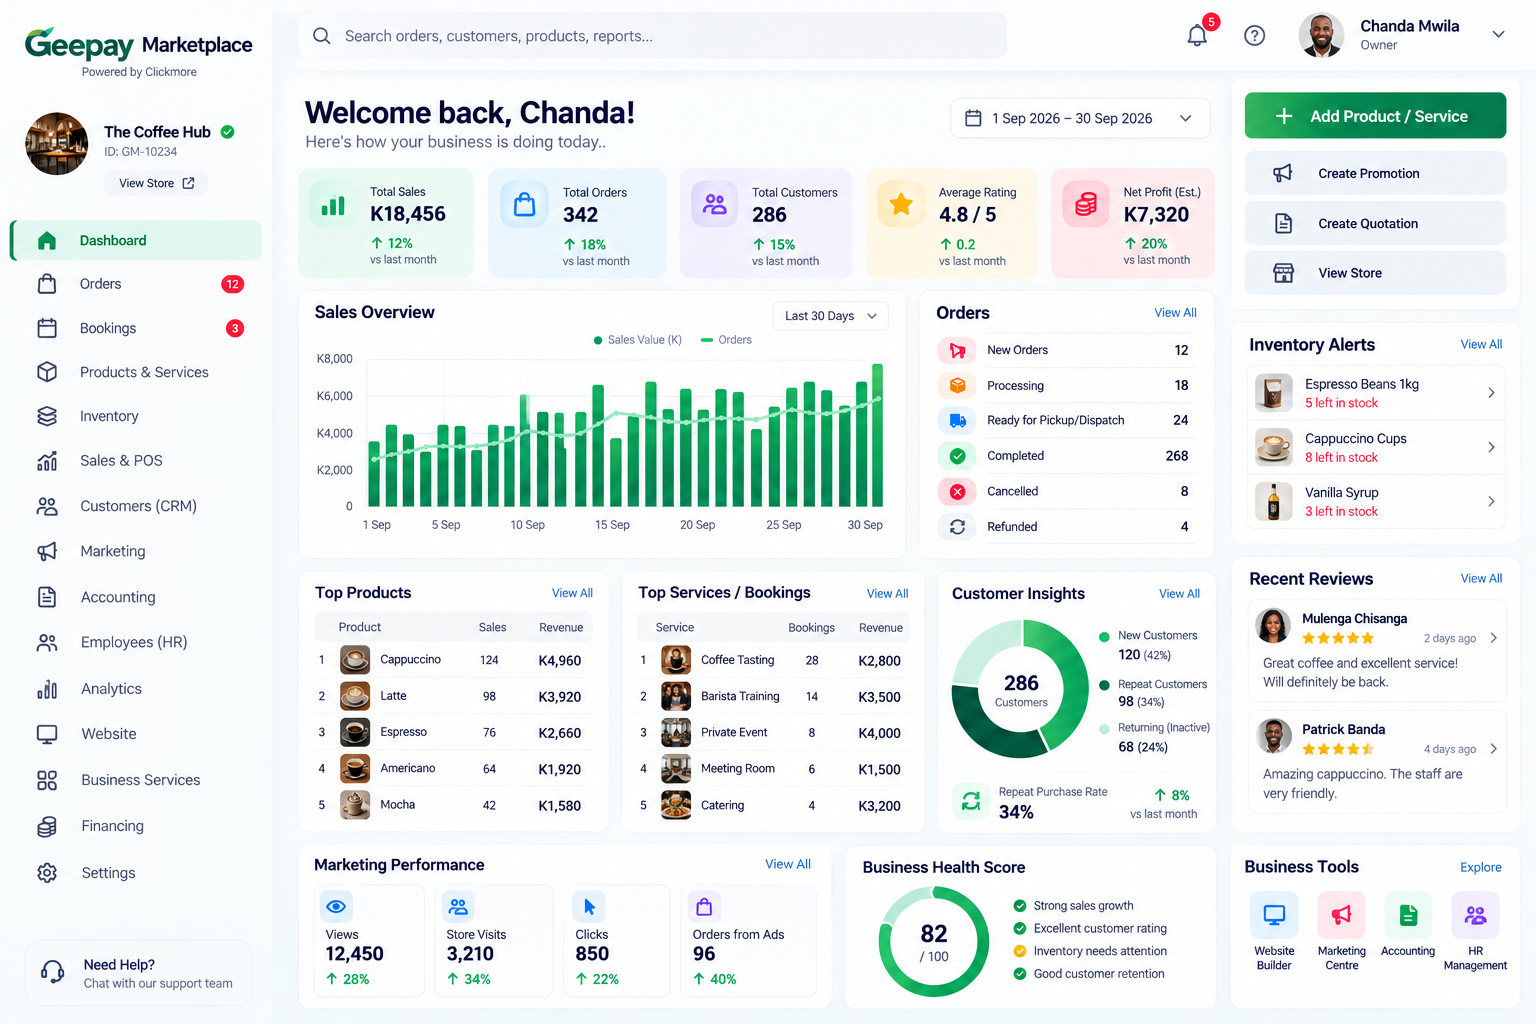 Geepay Marketplace
Powered by Clickmore
The Coffee Hub
ID: GM-10234
View Store
Dashboard
Orders 12
Bookings 3
Products & Services
Inventory
Sales & POS
Customers (CRM)
Marketing
Accounting
Employees (HR)
Analytics
Website
Business Services
Financing
Settings
Need Help?
Chat with our support team
Search orders, customers, products, reports...
5
Chanda Mwila
Owner
Welcome back, Chanda!
Here's how your business is doing today..
1 Sep 2026 – 30 Sep 2026
Total Sales
K18,456
↑ 12%
vs last month
Total Orders
342
↑ 18%
vs last month
Total Customers
286
↑ 15%
vs last month
Average Rating
4.8 / 5
↑ 0.2
vs last month
Net Profit (Est.)
K7,320
↑ 20%
vs last month
Sales Overview
Last 30 Days
Sales Value (K) Orders
K8,000
K6,000
K4,000
K2,000
0
1 Sep 5 Sep 10 Sep 15 Sep 20 Sep 25 Sep 30 Sep
Orders View All
New Orders 12
Processing 18
Ready for Pickup/Dispatch 24
Completed 268
Cancelled 8
Refunded 4
Top Products View All
Product Sales Revenue
1 Cappuccino 124 K4,960
2 Latte 98 K3,920
3 Espresso 76 K2,660
4 Americano 64 K1,920
5 Mocha 42 K1,580
Top Services / Bookings View All
Service Bookings Revenue
1 Coffee Tasting 28 K2,800
2 Barista Training 14 K3,500
3 Private Event 8 K4,000
4 Meeting Room 6 K1,500
5 Catering 4 K3,200
Customer Insights View All
286
Customers
New Customers
120 (42%)
Repeat Customers
98 (34%)
Returning (Inactive)
68 (24%)
Repeat Purchase Rate
34%
↑ 8%
vs last month
Marketing Performance View All
Views
12,450
↑ 28%
Store Visits
3,210
↑ 34%
Clicks
850
↑ 22%
Orders from Ads
96
↑ 40%
Business Health Score
82
/ 100
Strong sales growth
Excellent customer rating
Inventory needs attention
Good customer retention
+ Add Product / Service
Create Promotion
Create Quotation
View Store
Inventory Alerts View All
Espresso Beans 1kg
5 left in stock
Cappuccino Cups
8 left in stock
Vanilla Syrup
3 left in stock
Recent Reviews View All
Mulenga Chisanga
2 days ago
Great coffee and excellent service!
Will definitely be back.
Patrick Banda
4 days ago
Amazing cappuccino. The staff are
very friendly.
Business Tools Explore
Website
Builder
Marketing
Centre
Accounting
HR
Management